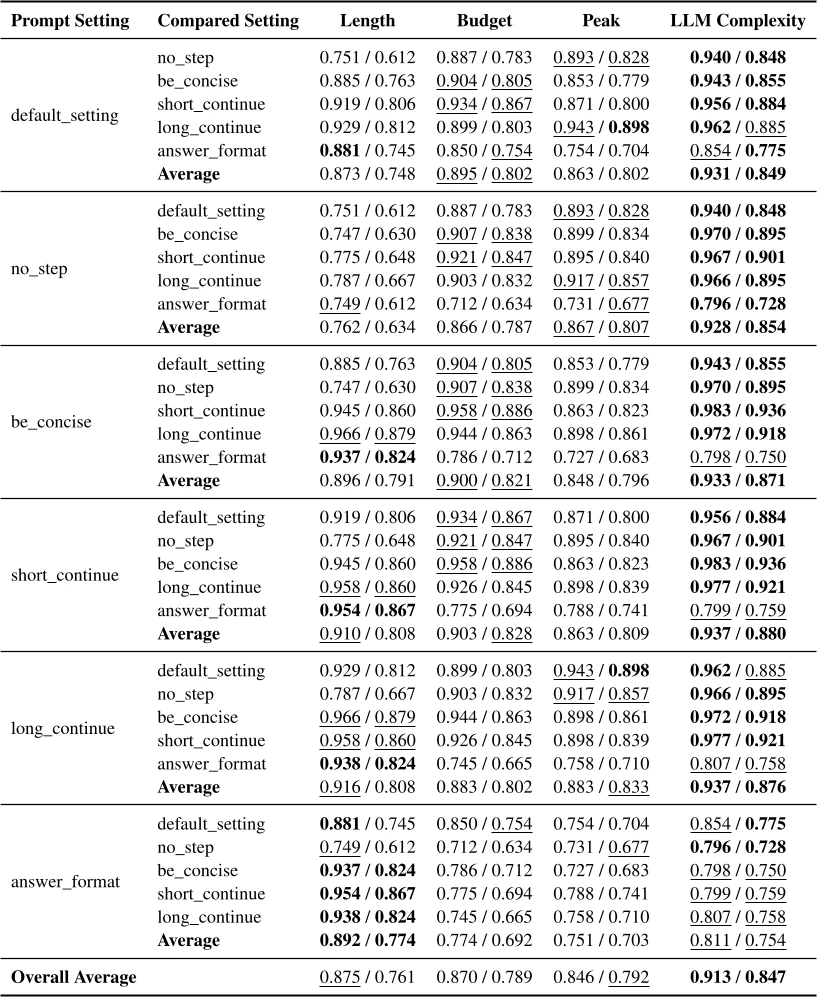 Prompt Setting Compared Setting Length Budget Peak LLM Complexity
no_step 0.751 / 0.612 0.887 / 0.783 0.893 / 0.828 0.940 / 0.848
be_concise 0.885 / 0.763 0.904 / 0.805 0.853 / 0.779 0.943 / 0.855
short_continue 0.919 / 0.806 0.934 / 0.867 0.871 / 0.800 0.956 / 0.884
default_setting
long_continue 0.929 / 0.812 0.899 / 0.803 0.943 / 0.898 0.962 / 0.885
answer_format 0.881 / 0.745 0.850 / 0.754 0.754 / 0.704 0.854 / 0.775
Average 0.873 / 0.748 0.895 / 0.802 0.863 / 0.802 0.931 / 0.849
default_setting 0.751 / 0.612 0.887 / 0.783 0.893 / 0.828 0.940 / 0.848
be_concise 0.747 / 0.630 0.907 / 0.838 0.899 / 0.834 0.970 / 0.895
short_continue 0.775 / 0.648 0.921 / 0.847 0.895 / 0.840 0.967 / 0.901
no_step
long_continue 0.787 / 0.667 0.903 / 0.832 0.917 / 0.857 0.966 / 0.895
answer_format 0.749 / 0.612 0.712 / 0.634 0.731 / 0.677 0.796 / 0.728
Average 0.762 / 0.634 0.866 / 0.787 0.867 / 0.807 0.928 / 0.854
default_setting 0.885 / 0.763 0.904 / 0.805 0.853 / 0.779 0.943 / 0.855
no_step 0.747 / 0.630 0.907 / 0.838 0.899 / 0.834 0.970 / 0.895
short_continue 0.945 / 0.860 0.958 / 0.886 0.863 / 0.823 0.983 / 0.936
be_concise
long_continue 0.966 / 0.879 0.944 / 0.863 0.898 / 0.861 0.972 / 0.918
answer_format 0.937 / 0.824 0.786 / 0.712 0.727 / 0.683 0.798 / 0.750
Average 0.896 / 0.791 0.900 / 0.821 0.848 / 0.796 0.933 / 0.871
default_setting 0.919 / 0.806 0.934 / 0.867 0.871 / 0.800 0.956 / 0.884
no_step 0.775 / 0.648 0.921 / 0.847 0.895 / 0.840 0.967 / 0.901
be_concise 0.945 / 0.860 0.958 / 0.886 0.863 / 0.823 0.983 / 0.936
short_continue
long_continue 0.958 / 0.860 0.926 / 0.845 0.898 / 0.839 0.977 / 0.921
answer_format 0.954 / 0.867 0.775 / 0.694 0.788 / 0.741 0.799 / 0.759
Average 0.910 / 0.808 0.903 / 0.828 0.863 / 0.809 0.937 / 0.880
default_setting 0.929 / 0.812 0.899 / 0.803 0.943 / 0.898 0.962 / 0.885
no_step 0.787 / 0.667 0.903 / 0.832 0.917 / 0.857 0.966 / 0.895
be_concise 0.966 / 0.879 0.944 / 0.863 0.898 / 0.861 0.972 / 0.918
long_continue
short_continue 0.958 / 0.860 0.926 / 0.845 0.898 / 0.839 0.977 / 0.921
answer_format 0.938 / 0.824 0.745 / 0.665 0.758 / 0.710 0.807 / 0.758
Average 0.916 / 0.808 0.883 / 0.802 0.883 / 0.833 0.937 / 0.876
default_setting 0.881 / 0.745 0.850 / 0.754 0.754 / 0.704 0.854 / 0.775
no_step 0.749 / 0.612 0.712 / 0.634 0.731 / 0.677 0.796 / 0.728
be_concise 0.937 / 0.824 0.786 / 0.712 0.727 / 0.683 0.798 / 0.750
answer_format
short_continue 0.954 / 0.867 0.775 / 0.694 0.788 / 0.741 0.799 / 0.759
long_continue 0.938 / 0.824 0.745 / 0.665 0.758 / 0.710 0.807 / 0.758
Average 0.892 / 0.774 0.774 / 0.692 0.751 / 0.703 0.811 / 0.754
Overall Average 0.875 / 0.761 0.870 / 0.789 0.846 / 0.792 0.913 / 0.847